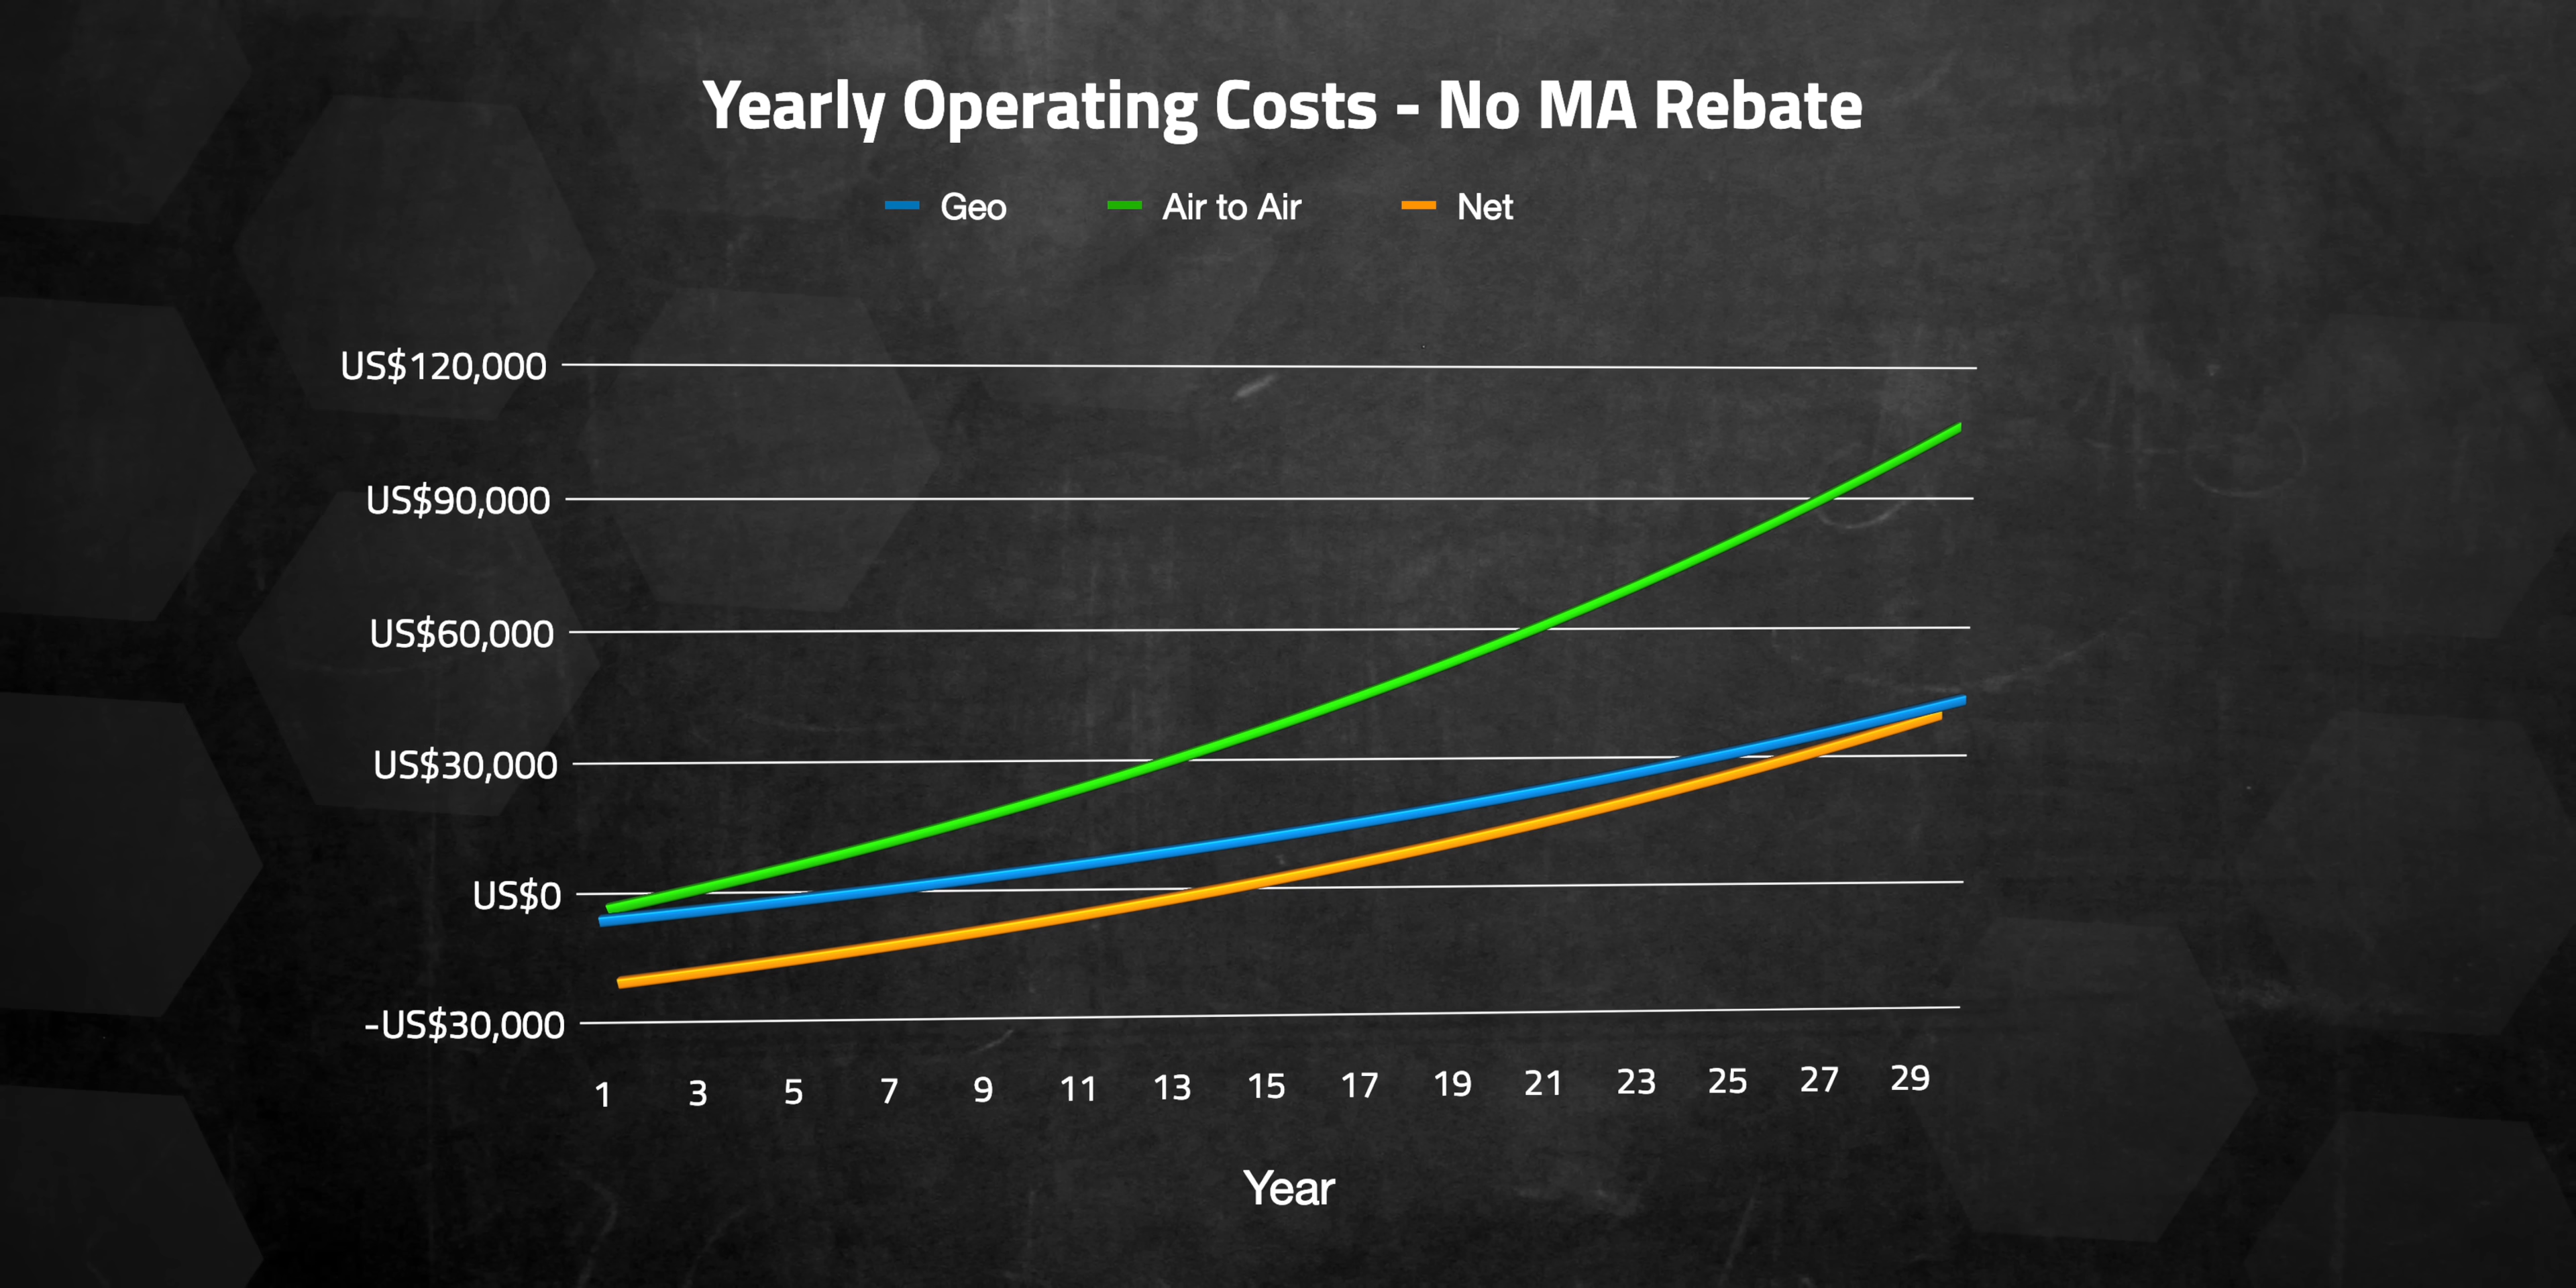 Yearly Operating Costs - No MA Rebate
Geo Air to Air Net
US$120,000
US$90,000
US$60,000
US$30,000
US$0
-US$30,000
1 3 5 7 9 11 13 15 17 19 21 23 25 27 29
Year